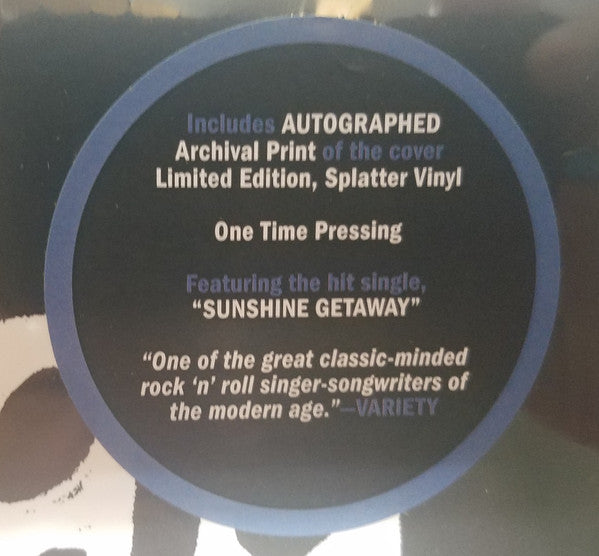 Includes AUTOGRAPHED
Archival Print of the cover
Limited Edition, Splatter Vinyl
One Time Pressing
Featuring the hit single,
“SUNSHINE GETAWAY”
“One of the great classic-minded
rock ‘n’ roll singer-songwriters of
the modern age.”—VARIETY